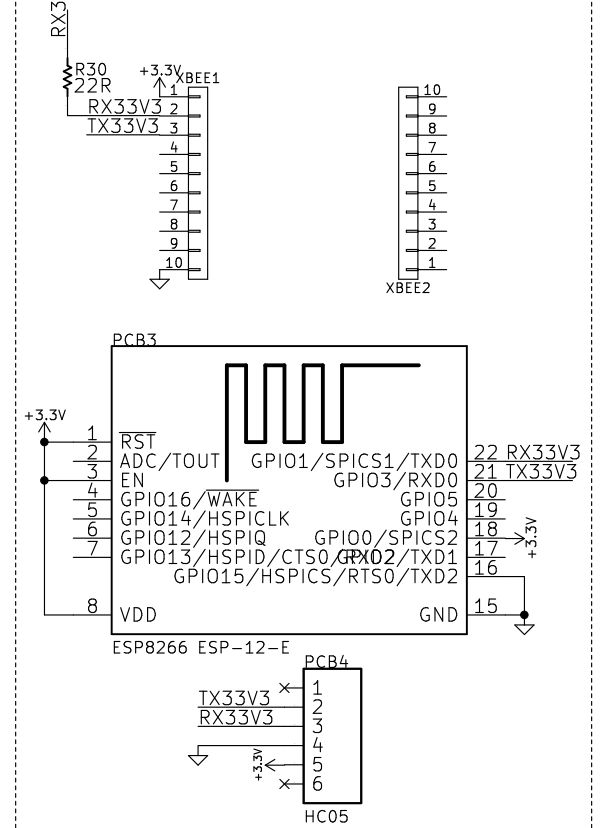 RX3
R30
22R
+3.3V
XBEE1
RX33V3
TX33V3
1
2
3
4
5
6
7
8
9
10
10
9
8
7
6
5
4
3
2
1
XBEE2
PCB3
+3.3V
1 RST
2 ADC/TOUT
3 EN
4 GPIO16/WAKE
5 GPIO14/HSPICLK
6 GPIO12/HSPIQ
7 GPIO13/HSPID/CTS0/RXD2
8 VDD
GPIO1/SPICS1/TXD0 22 RX33V3
GPIO3/RXD0 21 TX33V3
GPIO5 20
GPIO4 19
GPIO0/SPICS2 18 +3.3V
GPIO2/TXD1 17
GPIO15/HSPICS/RTS0/TXD2 16
GND 15
ESP8266 ESP-12-E
PCB4
TX33V3
RX33V3
+3.3V
1
2
3
4
5
6
HC05